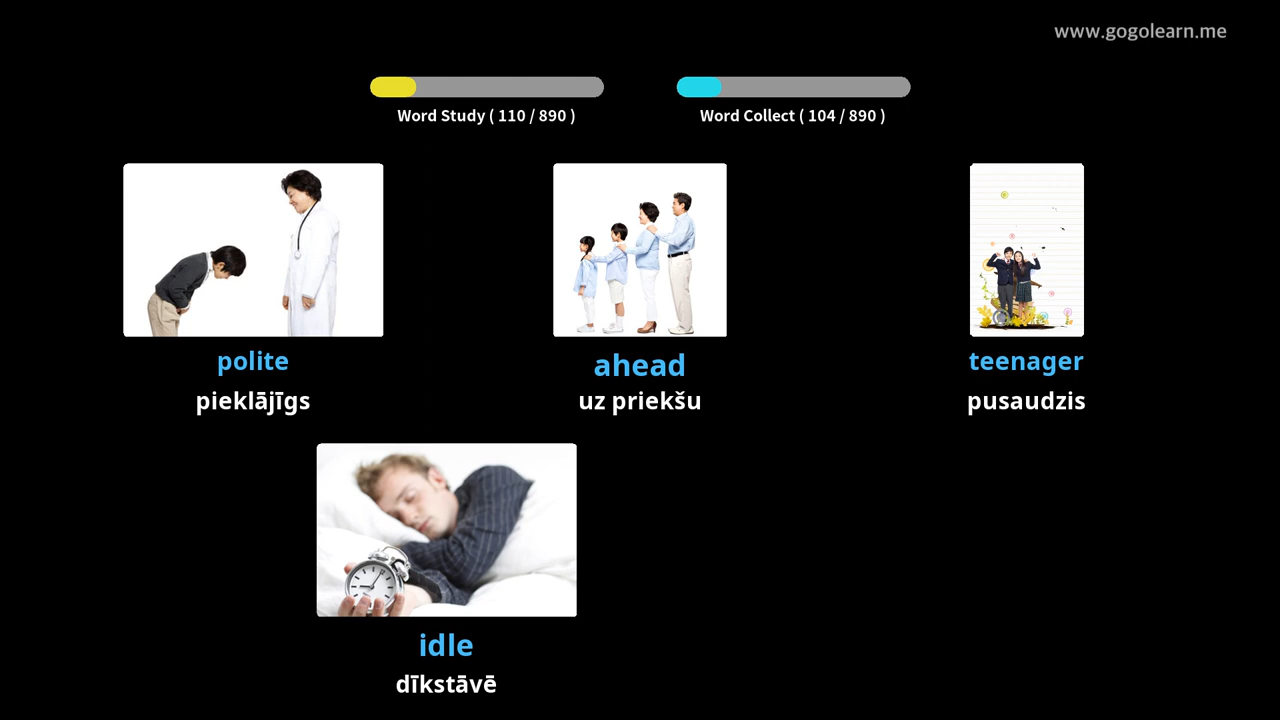 www.gogolearn.me
Word Study ( 110 / 890 )
Word Collect ( 104 / 890 )
polite
pieklājīgs
ahead
uz priekšu
teenager
pusaudzis
idle
dīkstāvē